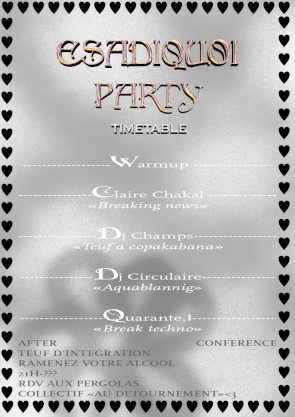 ESADIQUOI
PARTY
TIMETABLE
Warmup
Claire Chakal
«Breaking news»
Dj Champs
«Teuf a copakabana»
Dj Circulaire
«Aquablannig»
Quarante.1
«Break techno»
AFTER CONFERENCE
TEUF D'INTEGRATION
RAMENEZ VOTRE ALCOOL
21H-???
RDV AUX PERGOLAS
COLLECTIF «AU DETOURNEMENT»<3